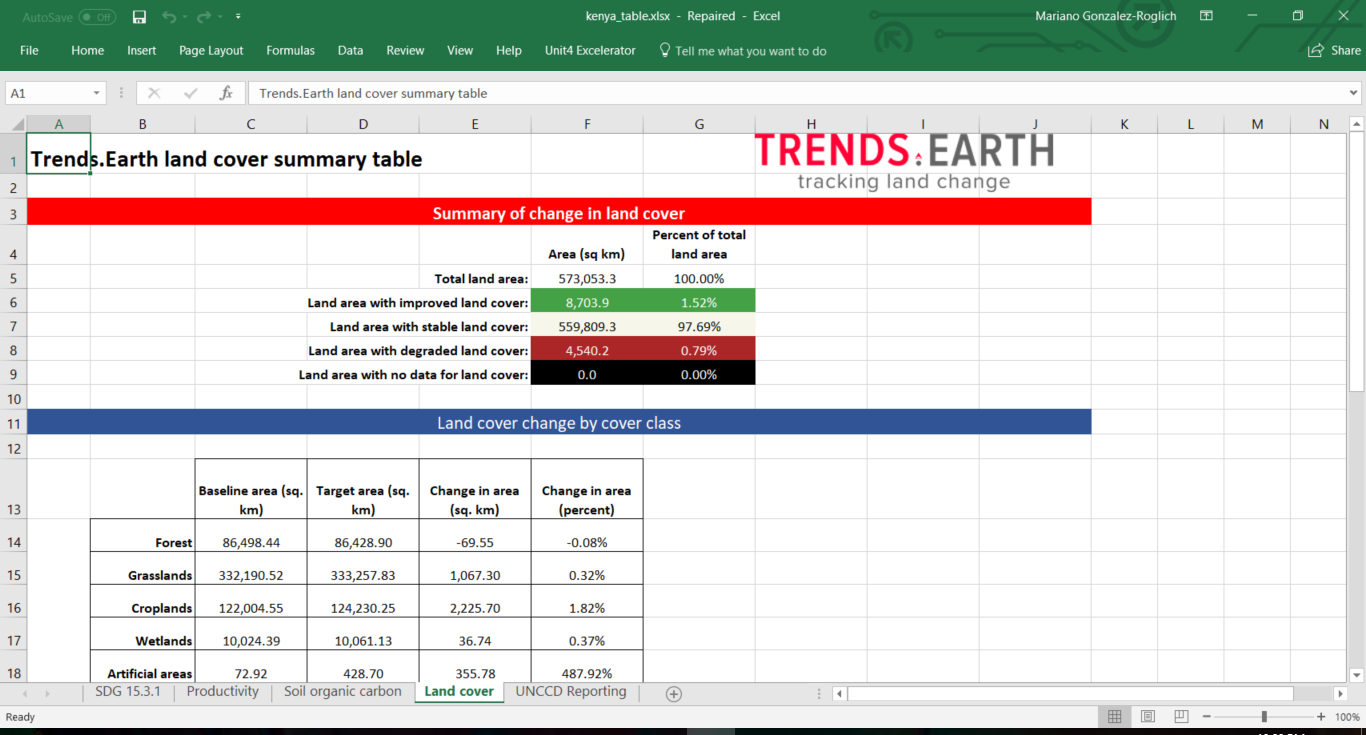 AutoSave Off
kenya_table.xlsx - Repaired - Excel
Mariano Gonzalez-Roglich
File Home Insert Page Layout Formulas Data Review View Help Unit4 Excelerator Tell me what you want to do Share
A1 fx Trends.Earth land cover summary table
A B C D E F G H I J K L M N
1 Trends.Earth land cover summary table
TRENDS.EARTH
tracking land change
2
3 Summary of change in land cover
Percent of total
4 Area (sq km) land area
5 Total land area: 573,053.3 100.00%
6 Land area with improved land cover: 8,703.9 1.52%
7 Land area with stable land cover: 559,809.3 97.69%
8 Land area with degraded land cover: 4,540.2 0.79%
9 Land area with no data for land cover: 0.0 0.00%
10
11 Land cover change by cover class
12
Baseline area (sq. Target area (sq. Change in area Change in area
13 km) km) (sq. km) (percent)
14 Forest 86,498.44 86,428.90 -69.55 -0.08%
15 Grasslands 332,190.52 333,257.83 1,067.30 0.32%
16 Croplands 122,004.55 124,230.25 2,225.70 1.82%
17 Wetlands 10,024.39 10,061.13 36.74 0.37%
18 Artificial areas 72.92 428.70 355.78 487.92%
SDG 15.3.1 Productivity Soil organic carbon Land cover UNCCD Reporting
Ready 100%